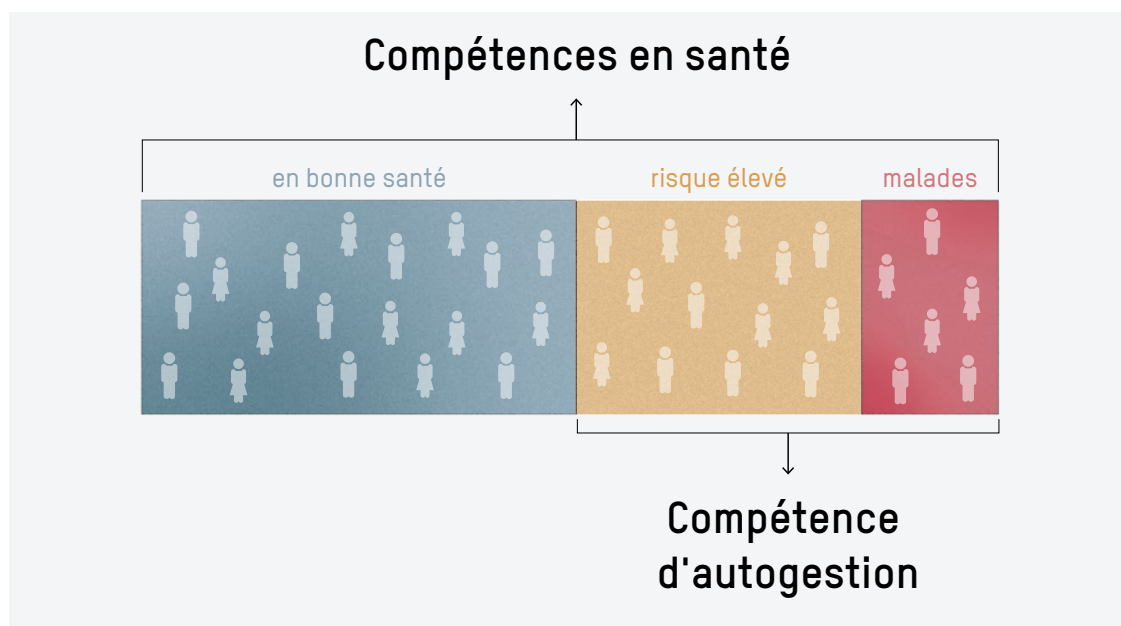 Compétences en santé
en bonne santé
risque élevé
malades
Compétence
d'autogestion